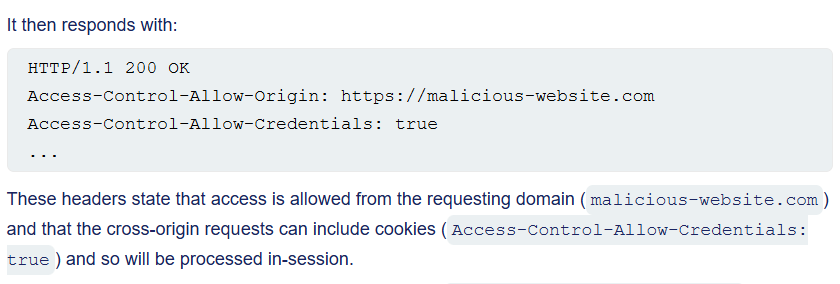 It then responds with:
HTTP/1.1 200 OK
Access-Control-Allow-Origin: https://malicious-website.com
Access-Control-Allow-Credentials: true
...
These headers state that access is allowed from the requesting domain ( malicious-website.com )
and that the cross-origin requests can include cookies ( Access-Control-Allow-Credentials:
true ) and so will be processed in-session.